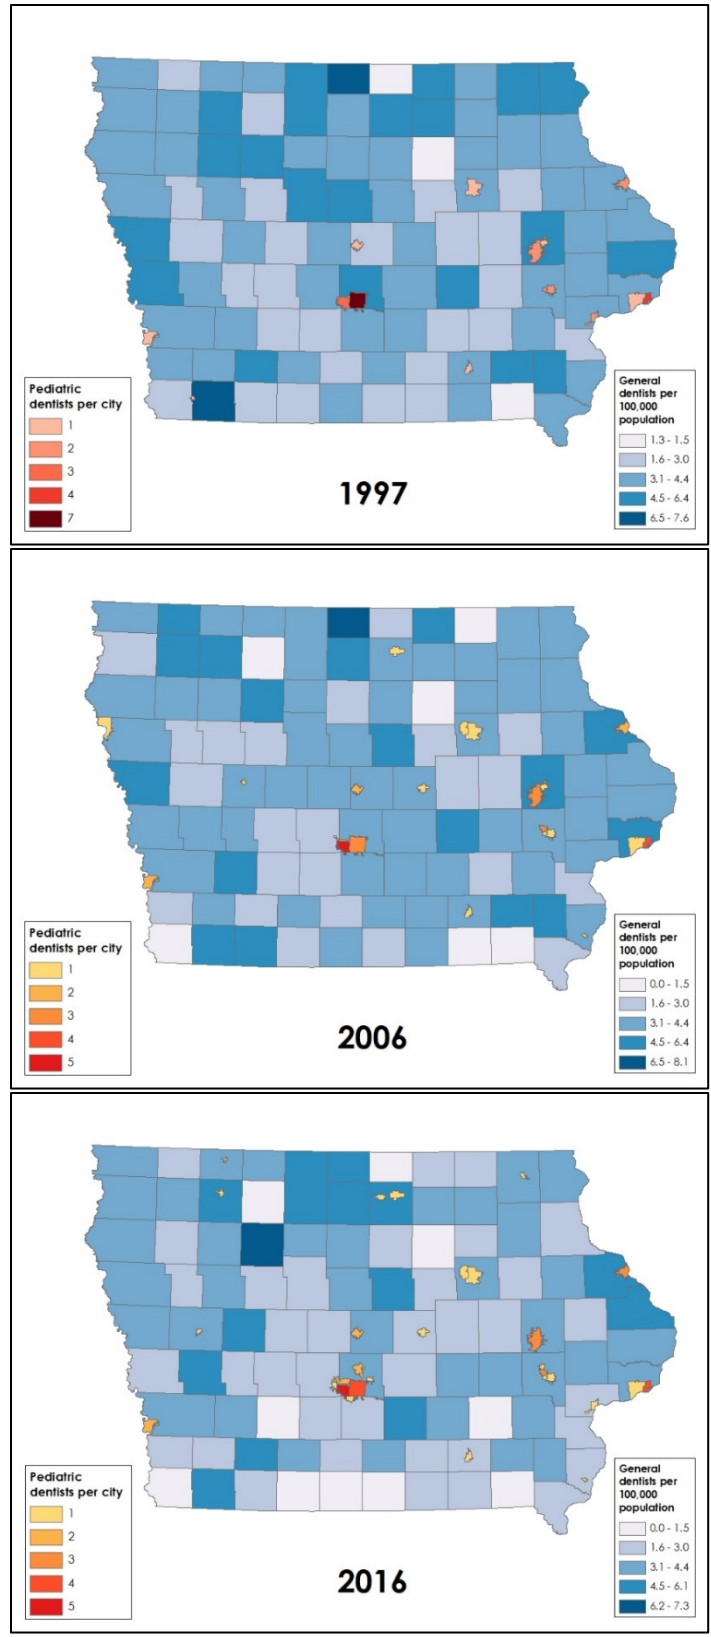 Pediatric
dentists per city
1
2
3
4
7
1997
General
dentists per
100,000
population
1.3 - 1.5
1.6 - 3.0
3.1 - 4.4
4.5 - 6.4
6.5 - 7.6
Pediatric
dentists per city
1
2
3
4
5
2006
General
dentists per
100,000
population
0.0 - 1.5
1.6 - 3.0
3.1 - 4.4
4.5 - 6.4
6.5 - 8.1
Pediatric
dentists per city
1
2
3
4
5
2016
General
dentists per
100,000
population
0.0 - 1.5
1.6 - 3.0
3.1 - 4.4
4.5 - 6.1
6.2 - 7.3